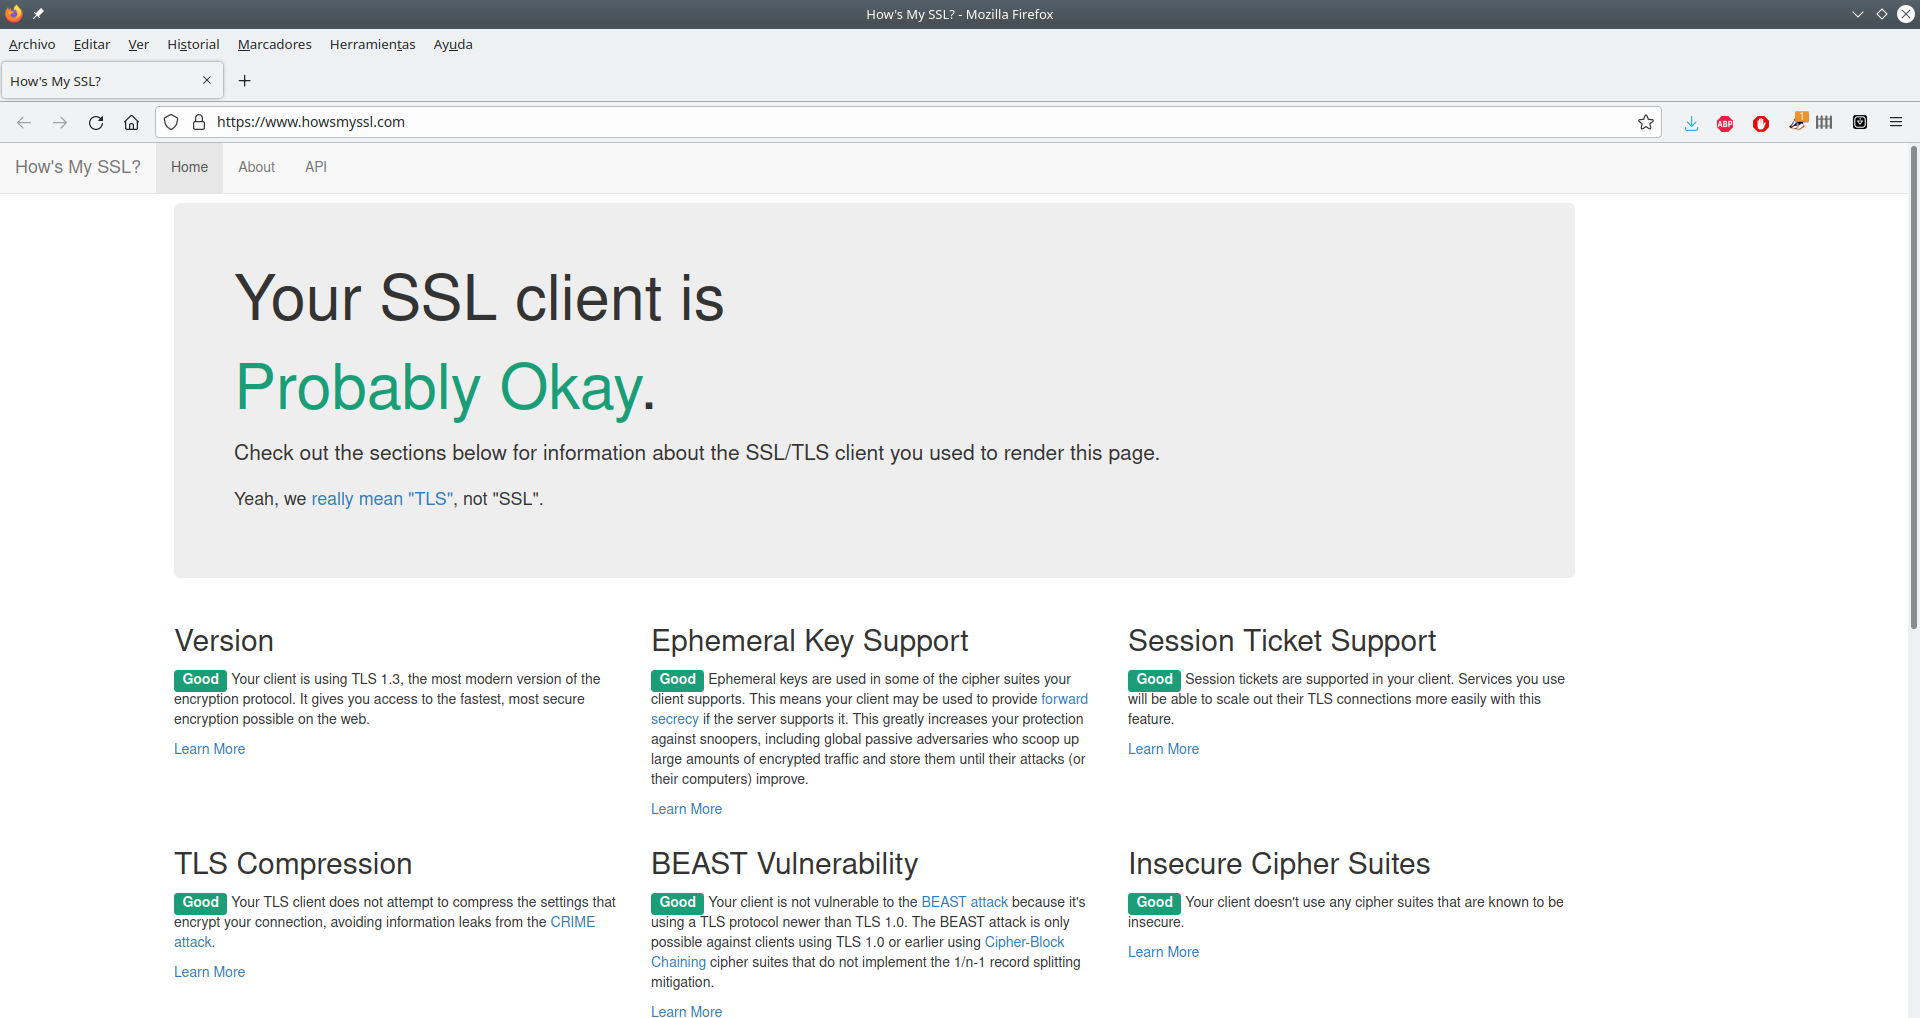 How's My SSL? - Mozilla Firefox
Archivo Editar Ver Historial Marcadores Herramientas Ayuda
How's My SSL?
https://www.howsmyssl.com
ABP
1
How's My SSL? Home About API
Your SSL client is
Probably Okay.
Check out the sections below for information about the SSL/TLS client you used to render this page.
Yeah, we really mean "TLS", not "SSL".
Version
Good Your client is using TLS 1.3, the most modern version of the
encryption protocol. It gives you access to the fastest, most secure
encryption possible on the web.
Learn More
Ephemeral Key Support
Good Ephemeral keys are used in some of the cipher suites your
client supports. This means your client may be used to provide forward
secrecy if the server supports it. This greatly increases your protection
against snoopers, including global passive adversaries who scoop up
large amounts of encrypted traffic and store them until their attacks (or
their computers) improve.
Learn More
Session Ticket Support
Good Session tickets are supported in your client. Services you use
will be able to scale out their TLS connections more easily with this
feature.
Learn More
TLS Compression
Good Your TLS client does not attempt to compress the settings that
encrypt your connection, avoiding information leaks from the CRIME
attack.
Learn More
BEAST Vulnerability
Good Your client is not vulnerable to the BEAST attack because it's
using a TLS protocol newer than TLS 1.0. The BEAST attack is only
possible against clients using TLS 1.0 or earlier using Cipher-Block
Chaining cipher suites that do not implement the 1/n-1 record splitting
mitigation.
Learn More
Insecure Cipher Suites
Good Your client doesn't use any cipher suites that are known to be
insecure.
Learn More